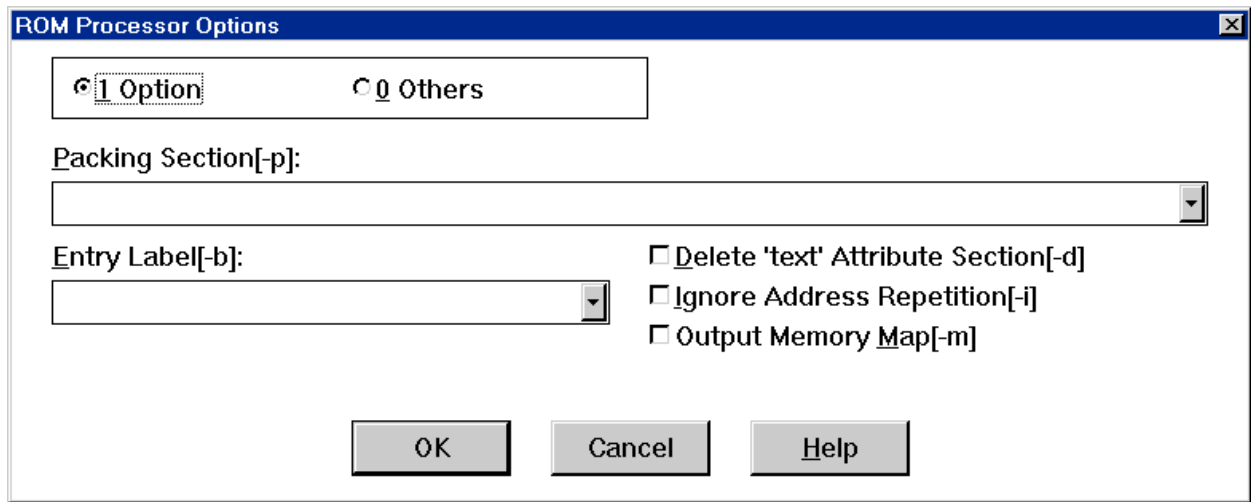 ROM Processor Options
1 Option
0 Others
Packing Section[-p]:
Entry Label[-b]:
Delete 'text' Attribute Section[-d]
Ignore Address Repetition[-i]
Output Memory Map[-m]
OK
Cancel
Help